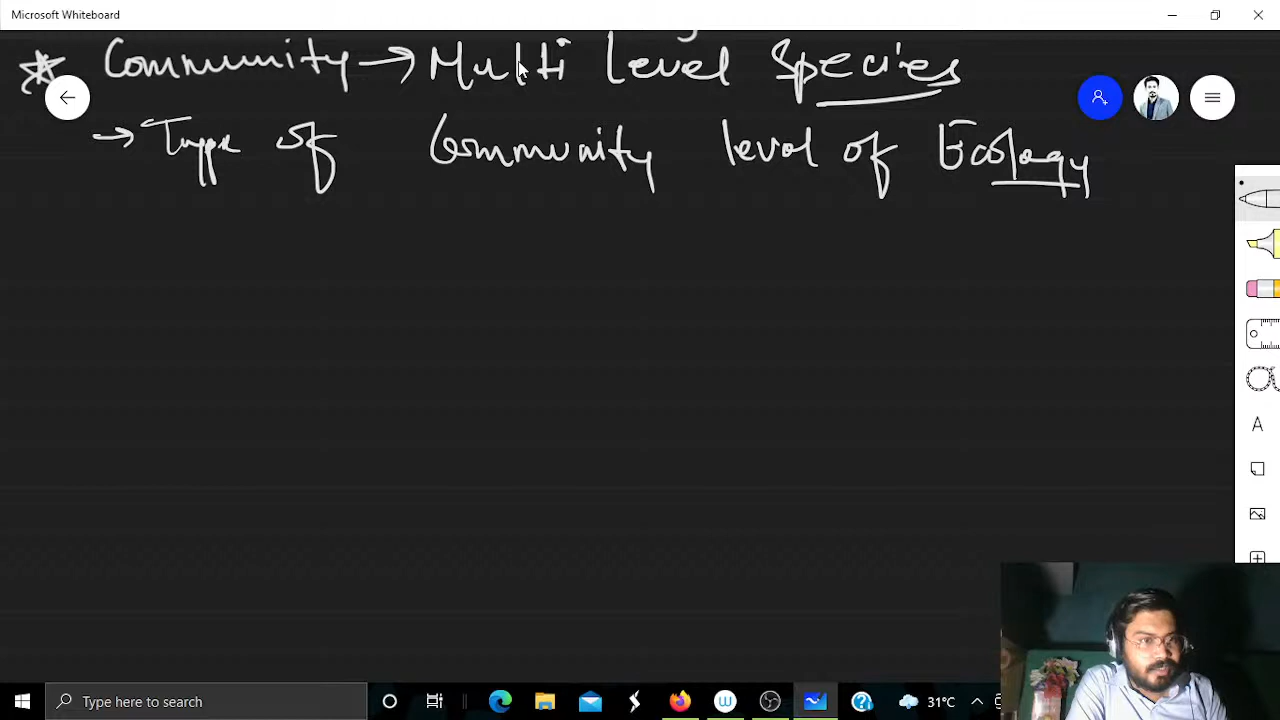 Microsoft Whiteboard
Community → Multi Level Species
→ Type of Community level of Ecology
A
Type here to search
31°C